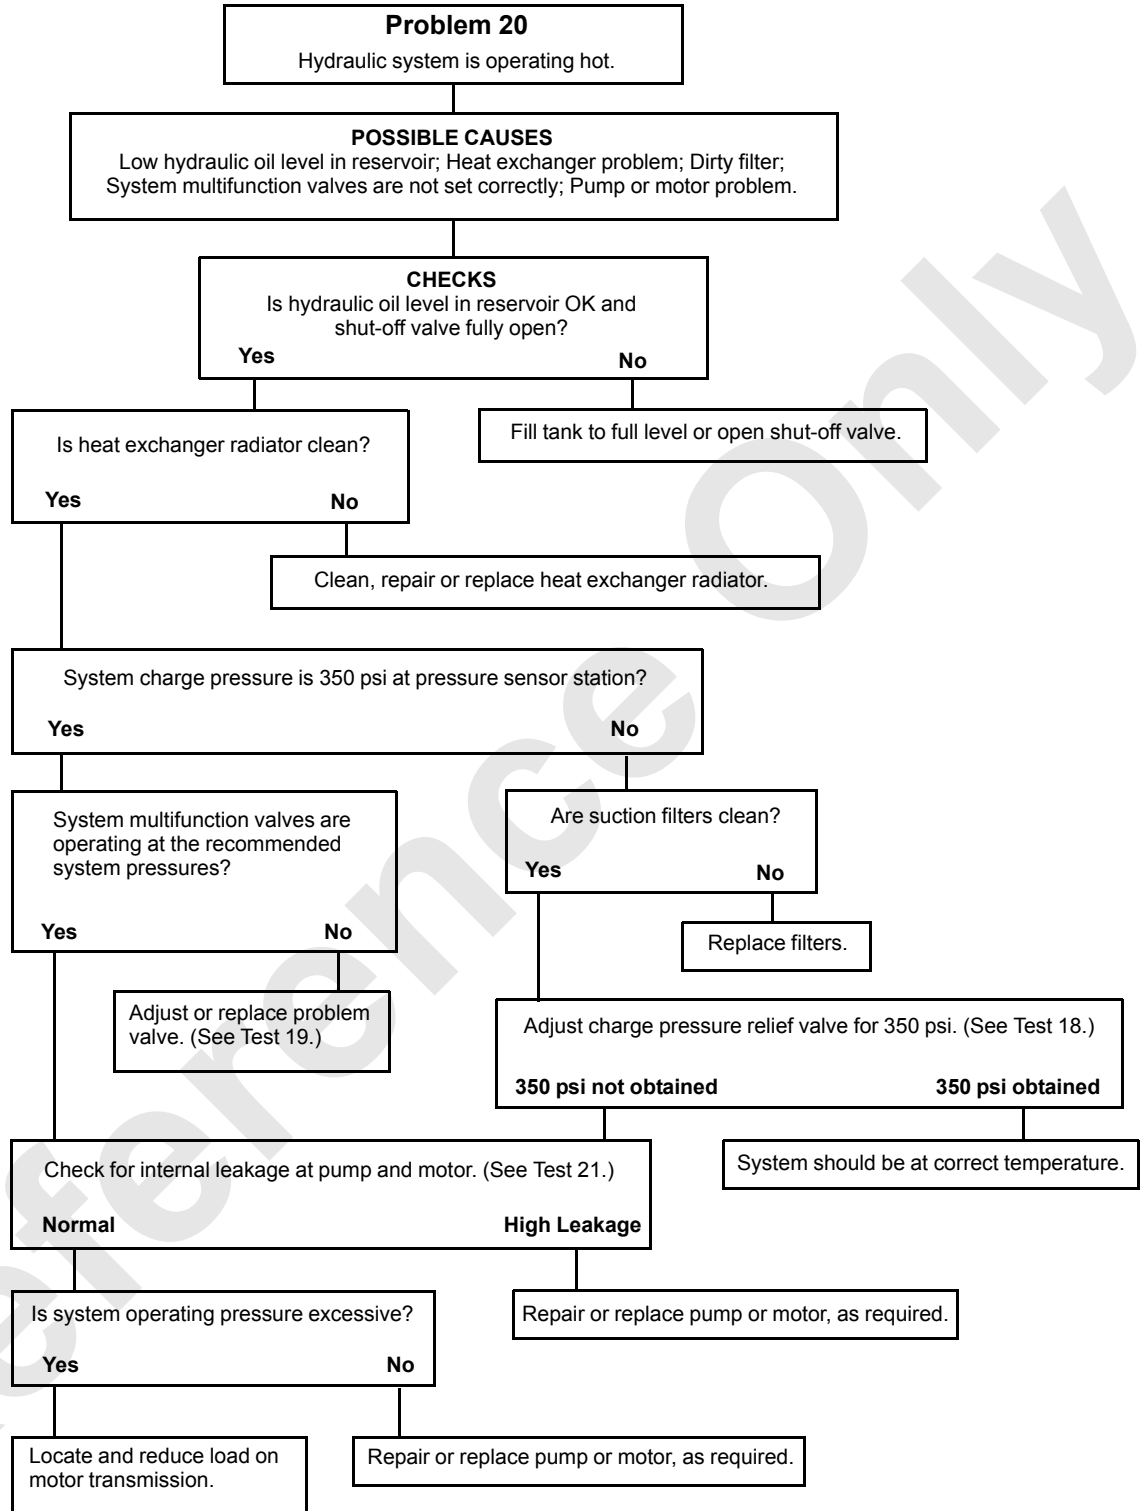 Problem 20
Hydraulic system is operating hot.
POSSIBLE CAUSES
Low hydraulic oil level in reservoir; Heat exchanger problem; Dirty filter;
System multifunction valves are not set correctly; Pump or motor problem.
CHECKS
Is hydraulic oil level in reservoir OK and
shut-off valve fully open?
Yes
No
Fill tank to full level or open shut-off valve.
Is heat exchanger radiator clean?
Yes
No
Clean, repair or replace heat exchanger radiator.
System charge pressure is 350 psi at pressure sensor station?
Yes
No
System multifunction valves are
operating at the recommended
system pressures?
Yes
No
Are suction filters clean?
Yes
No
Replace filters.
Adjust or replace problem
valve. (See Test 19.)
Adjust charge pressure relief valve for 350 psi. (See Test 18.)
350 psi not obtained
350 psi obtained
System should be at correct temperature.
Check for internal leakage at pump and motor. (See Test 21.)
Normal
High Leakage
Repair or replace pump or motor, as required.
Is system operating pressure excessive?
Yes
No
Locate and reduce load on
motor transmission.
Repair or replace pump or motor, as required.
Reference Only